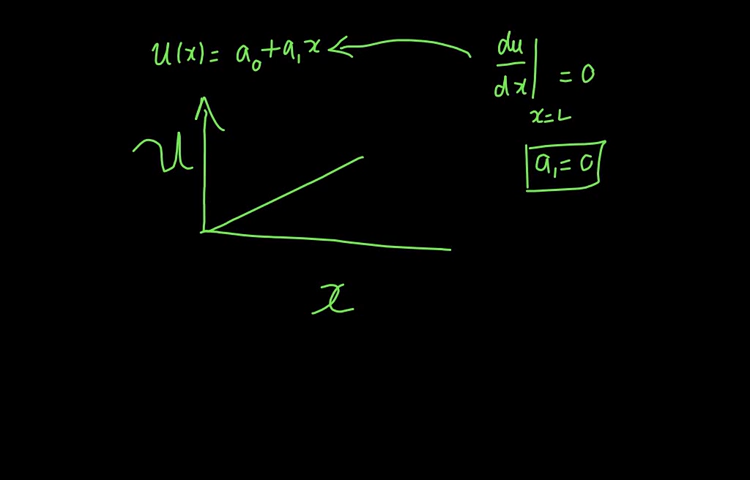 u(x) = a₀ + a₁x
du/dx | = 0
x=L
a₁ = 0
u
x